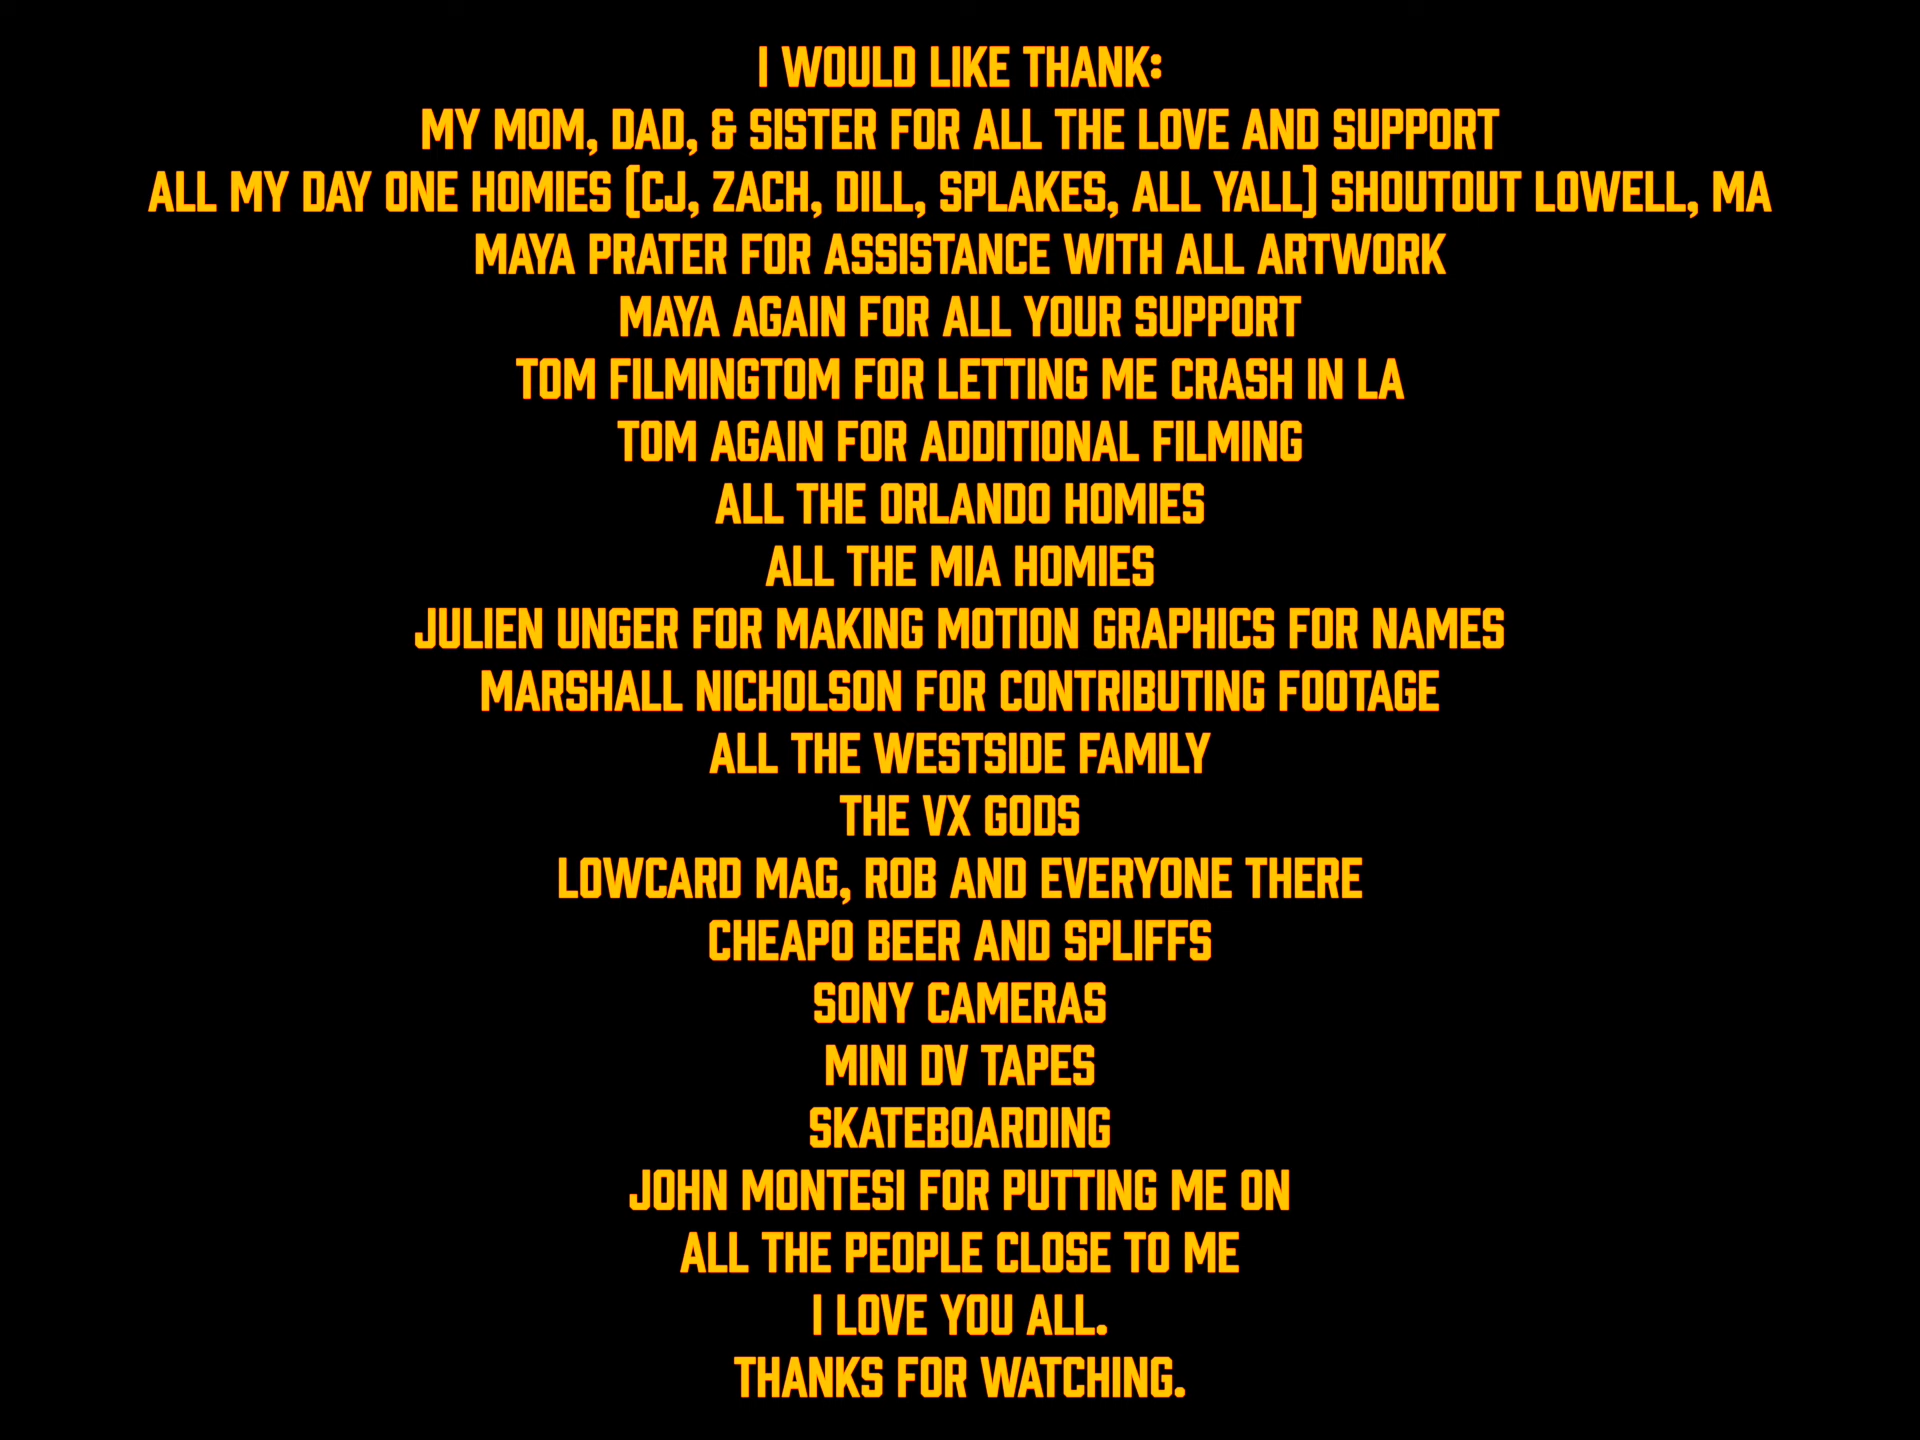 I WOULD LIKE THANK:
MY MOM, DAD, & SISTER FOR ALL THE LOVE AND SUPPORT
ALL MY DAY ONE HOMIES (CJ, ZACH, DILL, SPLAKES, ALL YALL) SHOUTOUT LOWELL, MA
MAYA PRATER FOR ASSISTANCE WITH ALL ARTWORK
MAYA AGAIN FOR ALL YOUR SUPPORT
TOM FILMINGTOM FOR LETTING ME CRASH IN LA
TOM AGAIN FOR ADDITIONAL FILMING
ALL THE ORLANDO HOMIES
ALL THE MIA HOMIES
JULIEN UNGER FOR MAKING MOTION GRAPHICS FOR NAMES
MARSHALL NICHOLSON FOR CONTRIBUTING FOOTAGE
ALL THE WESTSIDE FAMILY
THE VX GODS
LOWCARD MAG, ROB AND EVERYONE THERE
CHEAPO BEER AND SPLIFFS
SONY CAMERAS
MINI DV TAPES
SKATEBOARDING
JOHN MONTESI FOR PUTTING ME ON
ALL THE PEOPLE CLOSE TO ME
I LOVE YOU ALL.
THANKS FOR WATCHING.